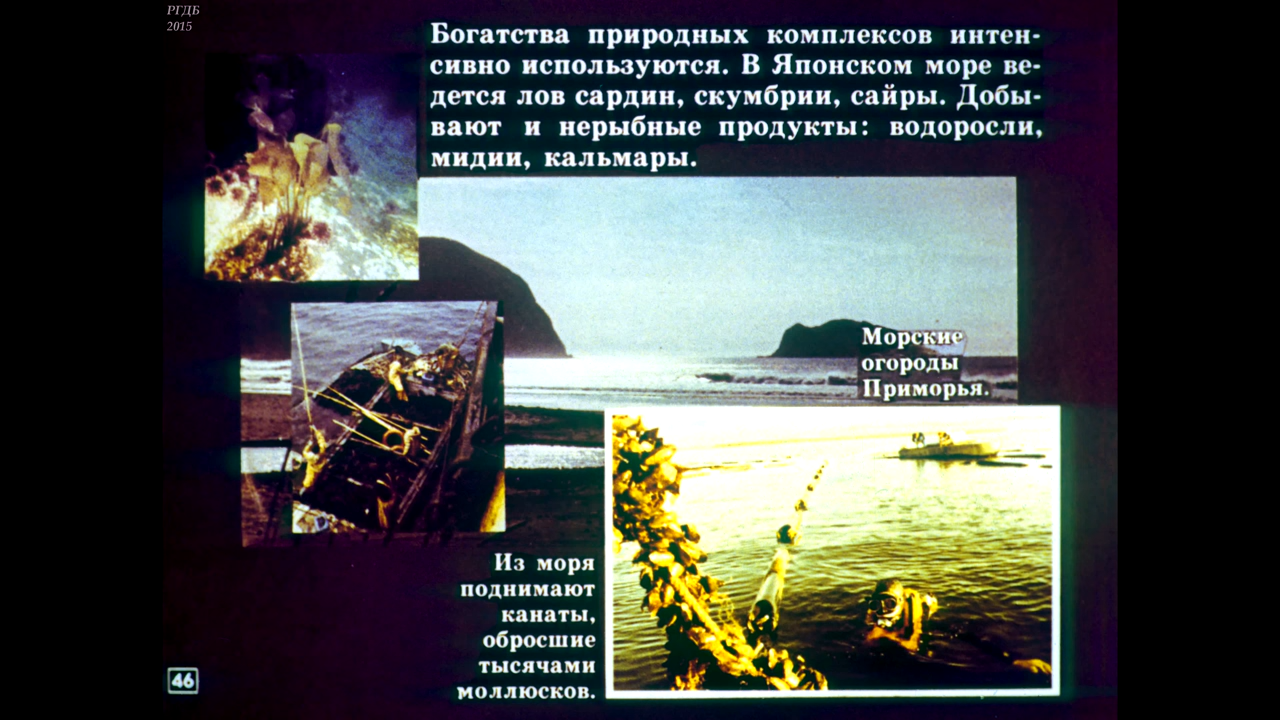 РГДБ
2015
Богатства природных комплексов интен-
сивно используются. В Японском море ве-
дется лов сардин, скумбрии, сайры. Добы-
вают и нерыбные продукты: водоросли,
мидии, кальмары.
Морские
огороды
Приморья.
Из моря
поднимают
канаты,
обросшие
тысячами
моллюсков.
46